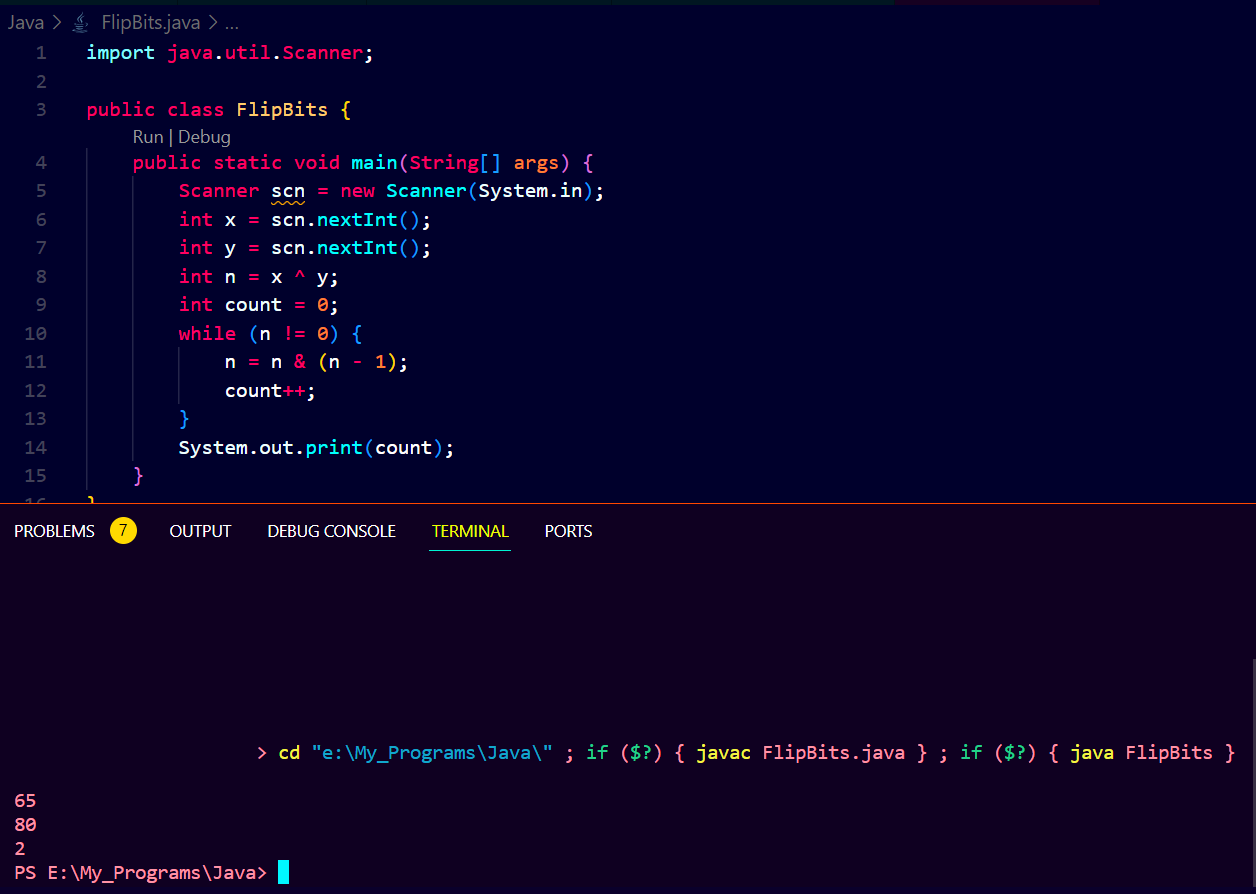 Java > FlipBits.java > ...
1 import java.util.Scanner;
2
3 public class FlipBits {
Run | Debug
4 public static void main(String[] args) {
5 Scanner scn = new Scanner(System.in);
6 int x = scn.nextInt();
7 int y = scn.nextInt();
8 int n = x ^ y;
9 int count = 0;
10 while (n != 0) {
11 n = n & (n - 1);
12 count++;
13 }
14 System.out.print(count);
15 }
16 }
PROBLEMS 7 OUTPUT DEBUG CONSOLE TERMINAL PORTS
> cd "e:\My_Programs\Java\" ; if ($?) { javac FlipBits.java } ; if ($?) { java FlipBits }
65
80
2
PS E:\My_Programs\Java>